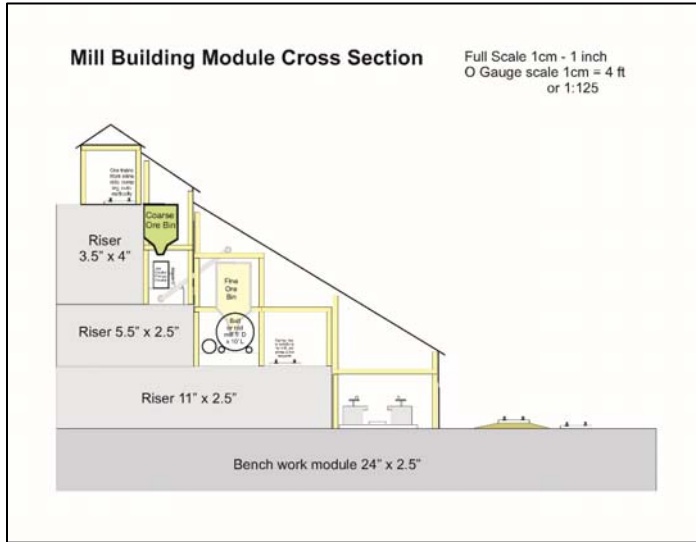 Mill Building Module Cross Section
Full Scale 1cm - 1 inch
O Gauge scale 1cm = 4 ft
or 1:125
Coarse
Ore Bin
Riser
3.5" x 4"
Fine
Ore
Bin
Riser 5.5" x 2.5"
x 10' L
Riser 11" x 2.5"
Bench work module 24" x 2.5"